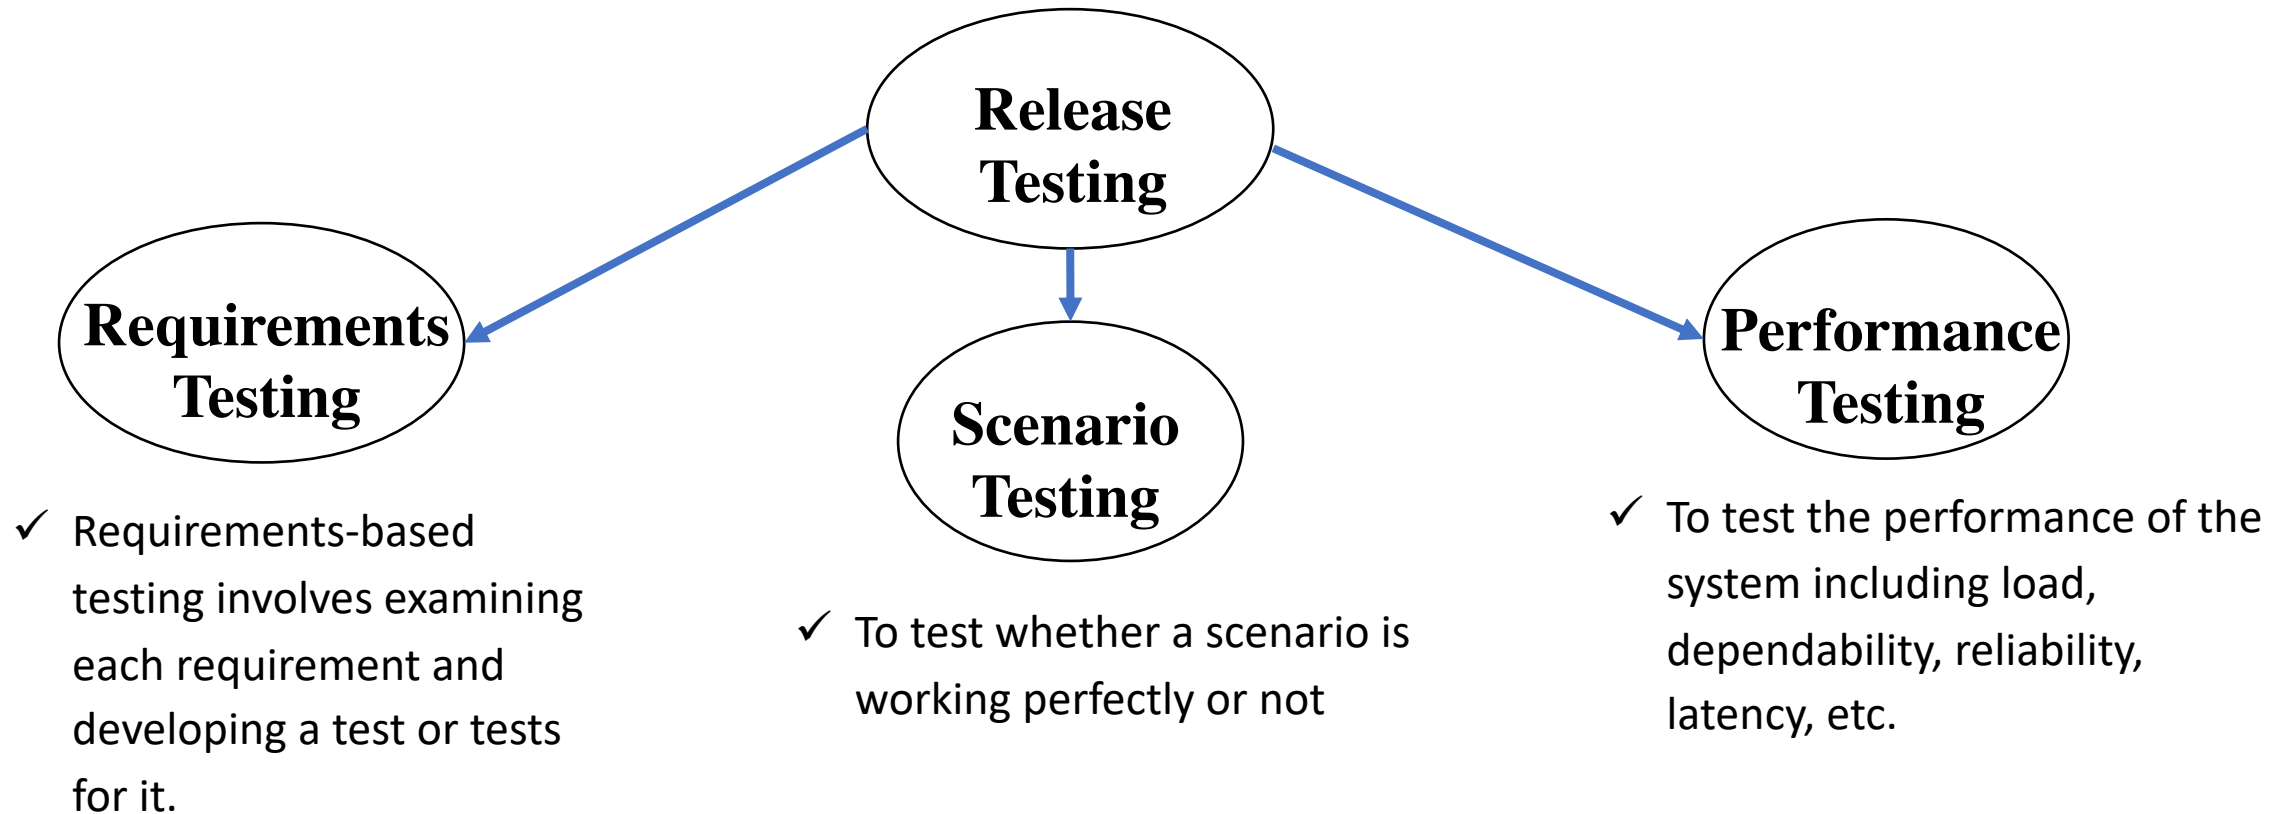 Release
Testing
Requirements
Testing
Scenario
Testing
Performance
Testing
✓ Requirements-based
testing involves examining
each requirement and
developing a test or tests
for it.
✓ To test whether a scenario is
working perfectly or not
✓ To test the performance of the
system including load,
dependability, reliability,
latency, etc.